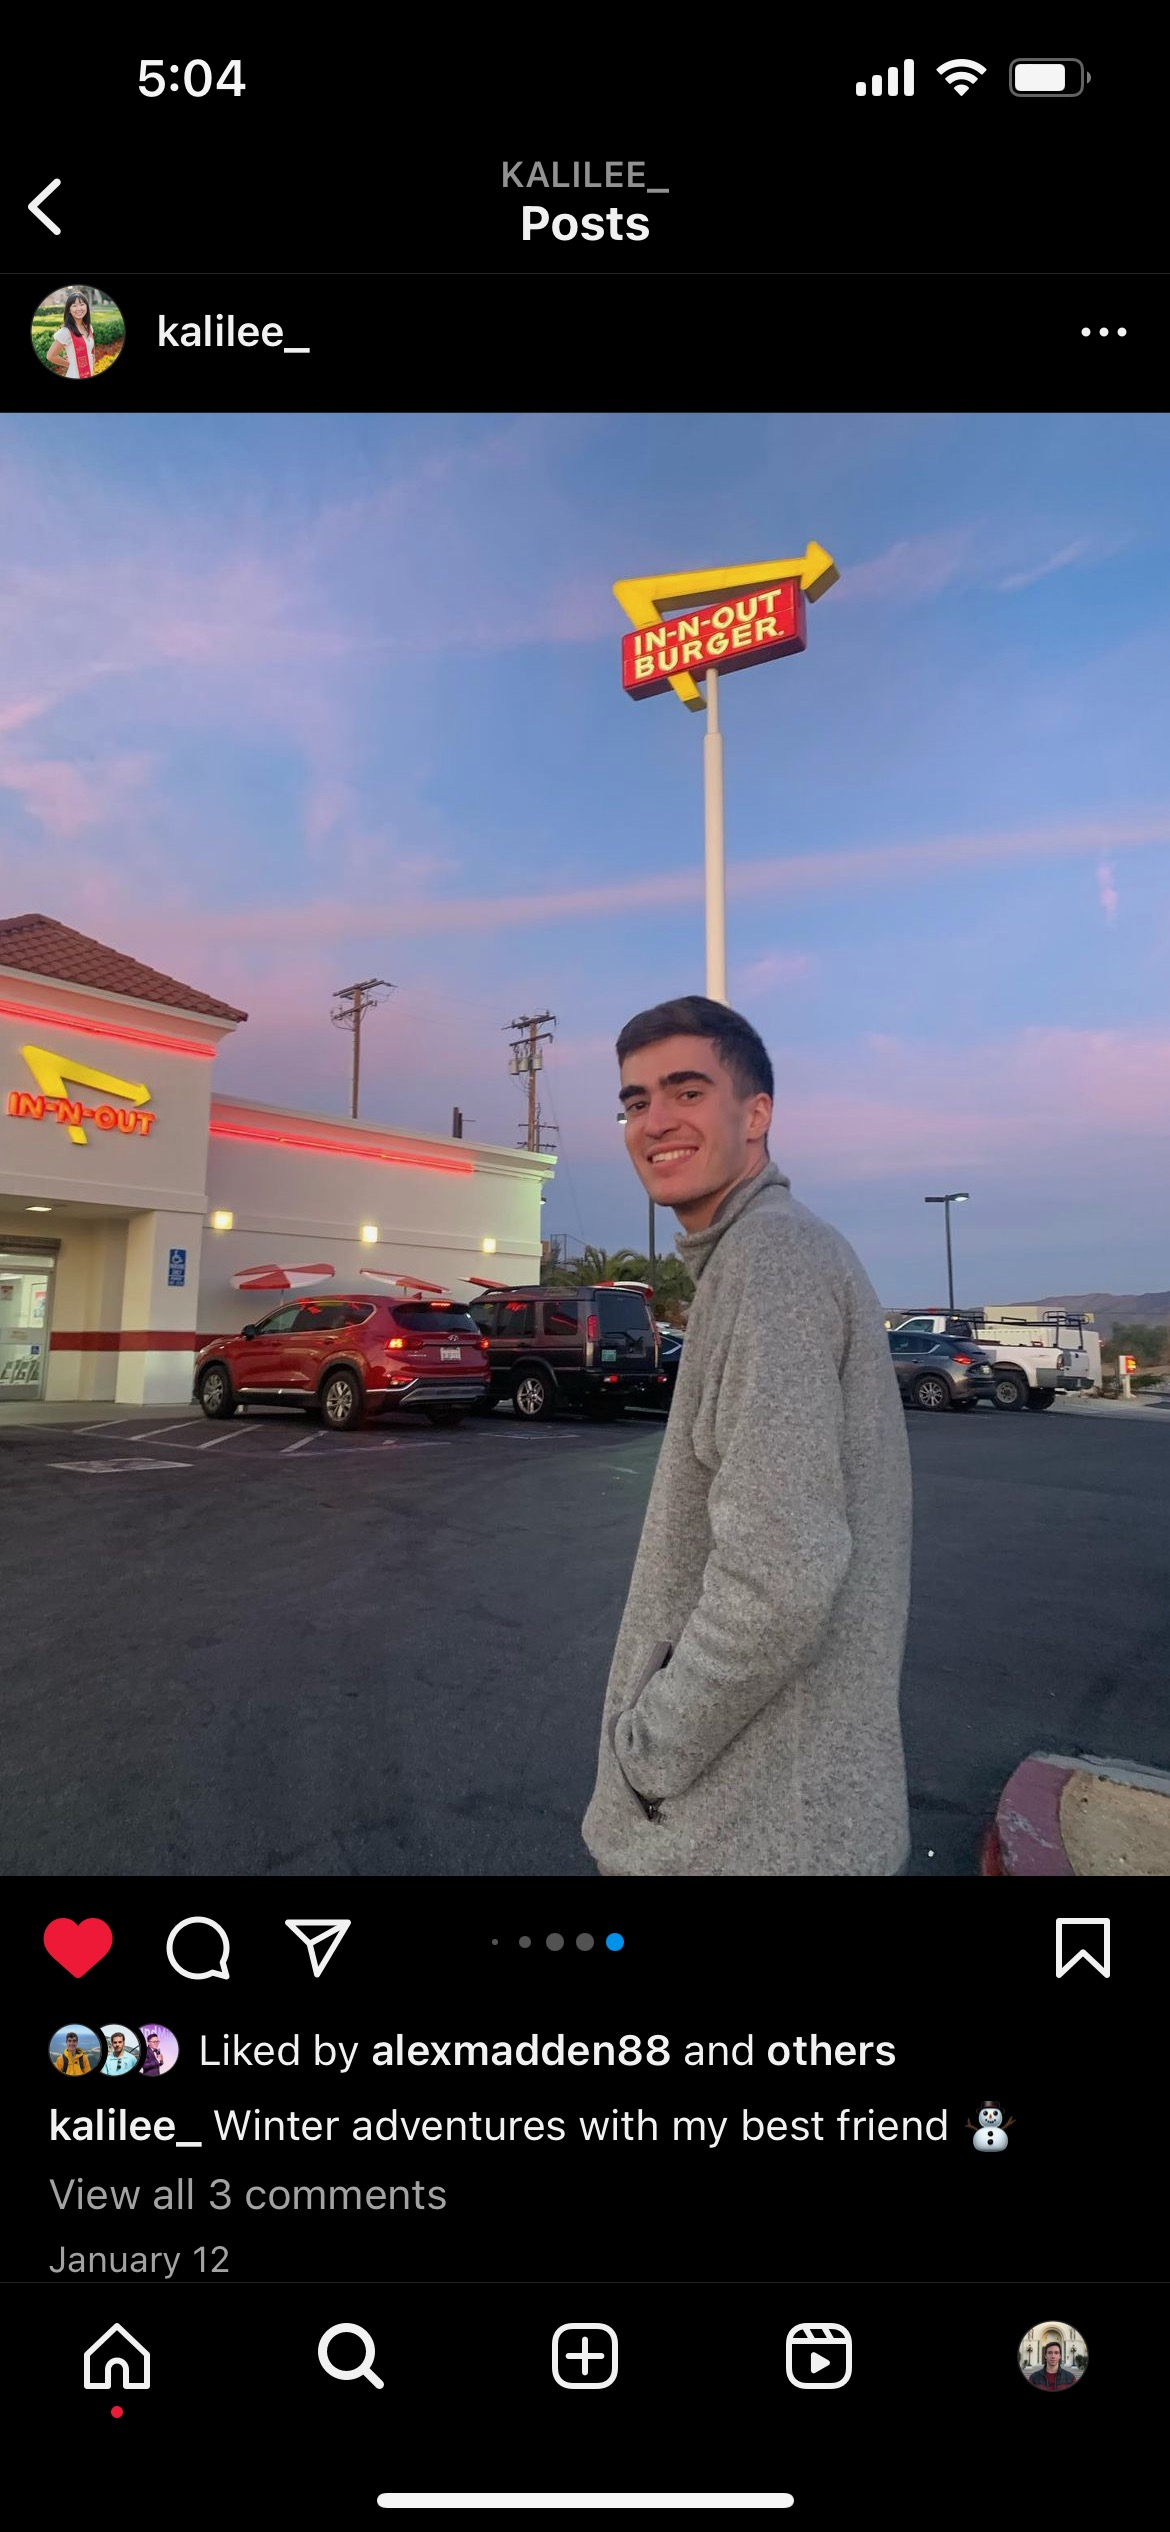 5:04
KALILEE_
Posts
kalilee_
IN-N-OUT
BURGER.
IN-N-OUT
Liked by alexmadden88 and others
kalilee_ Winter adventures with my best friend ⛄
View all 3 comments
January 12